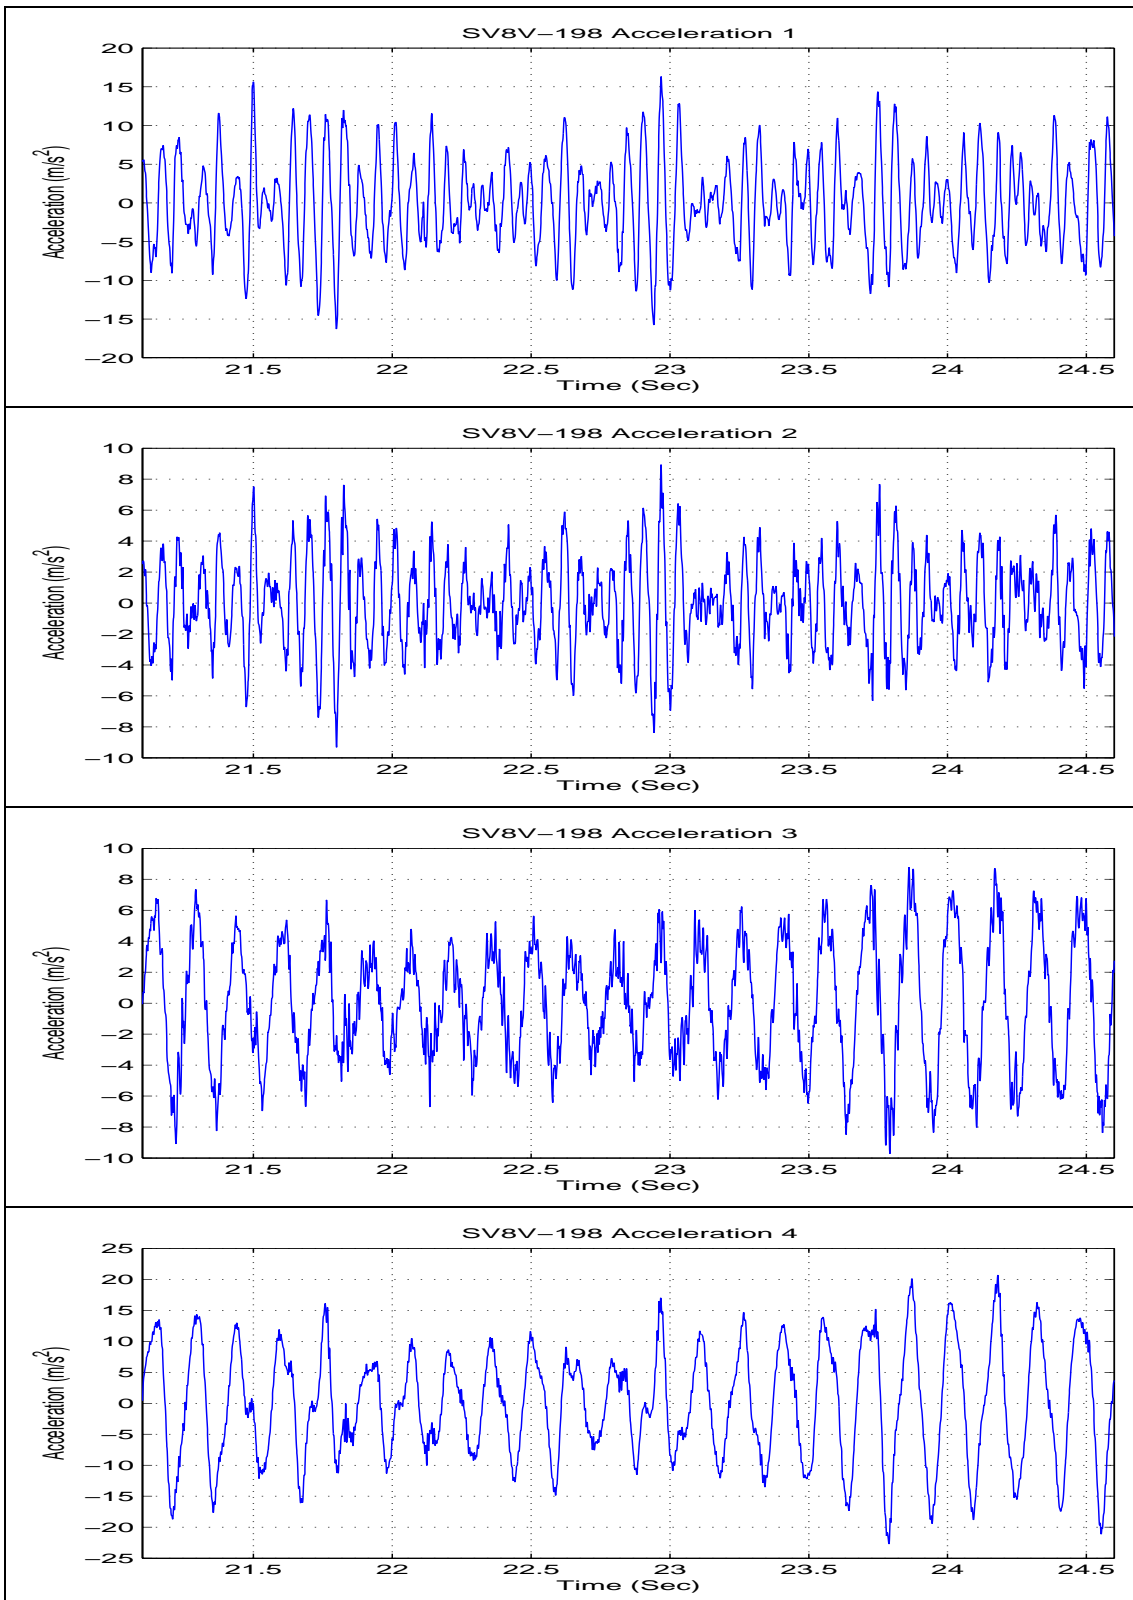 SV8V−198 Acceleration 1
20
15
10
5
0
−5
−10
−15
−20
Acceleration (m/s²)
21.5 22 22.5 23 23.5 24 24.5
Time (Sec)
SV8V−198 Acceleration 2
10
8
6
4
2
0
−2
−4
−6
−8
−10
Acceleration (m/s²)
21.5 22 22.5 23 23.5 24 24.5
Time (Sec)
SV8V−198 Acceleration 3
10
8
6
4
2
0
−2
−4
−6
−8
−10
Acceleration (m/s²)
21.5 22 22.5 23 23.5 24 24.5
Time (Sec)
SV8V−198 Acceleration 4
25
20
15
10
5
0
−5
−10
−15
−20
−25
Acceleration (m/s²)
21.5 22 22.5 23 23.5 24 24.5
Time (Sec)